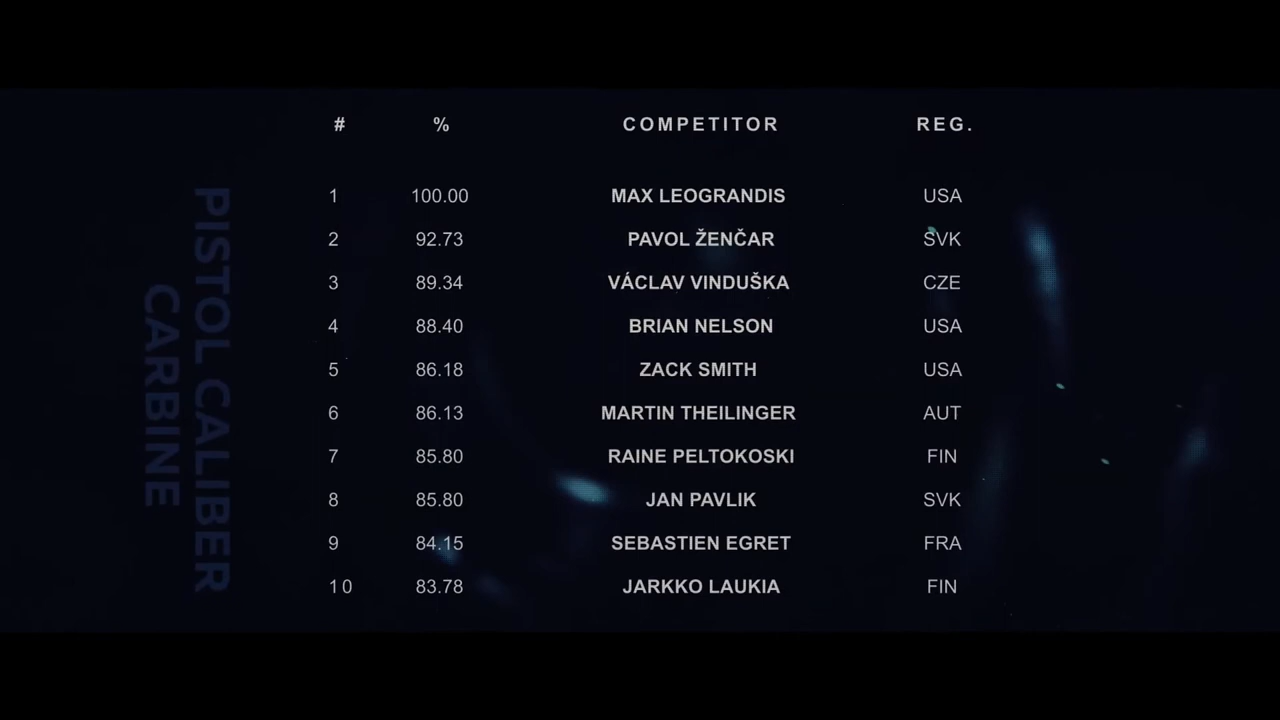 PISTOL CALIBER
CARBINE
# % COMPETITOR REG.
1 100.00 MAX LEOGRANDIS USA
2 92.73 PAVOL ŽENČAR SVK
3 89.34 VÁCLAV VINDUŠKA CZE
4 88.40 BRIAN NELSON USA
5 86.18 ZACK SMITH USA
6 86.13 MARTIN THEILINGER AUT
7 85.80 RAINE PELTOKOSKI FIN
8 85.80 JAN PAVLIK SVK
9 84.15 SEBASTIEN EGRET FRA
10 83.78 JARKKO LAUKIA FIN